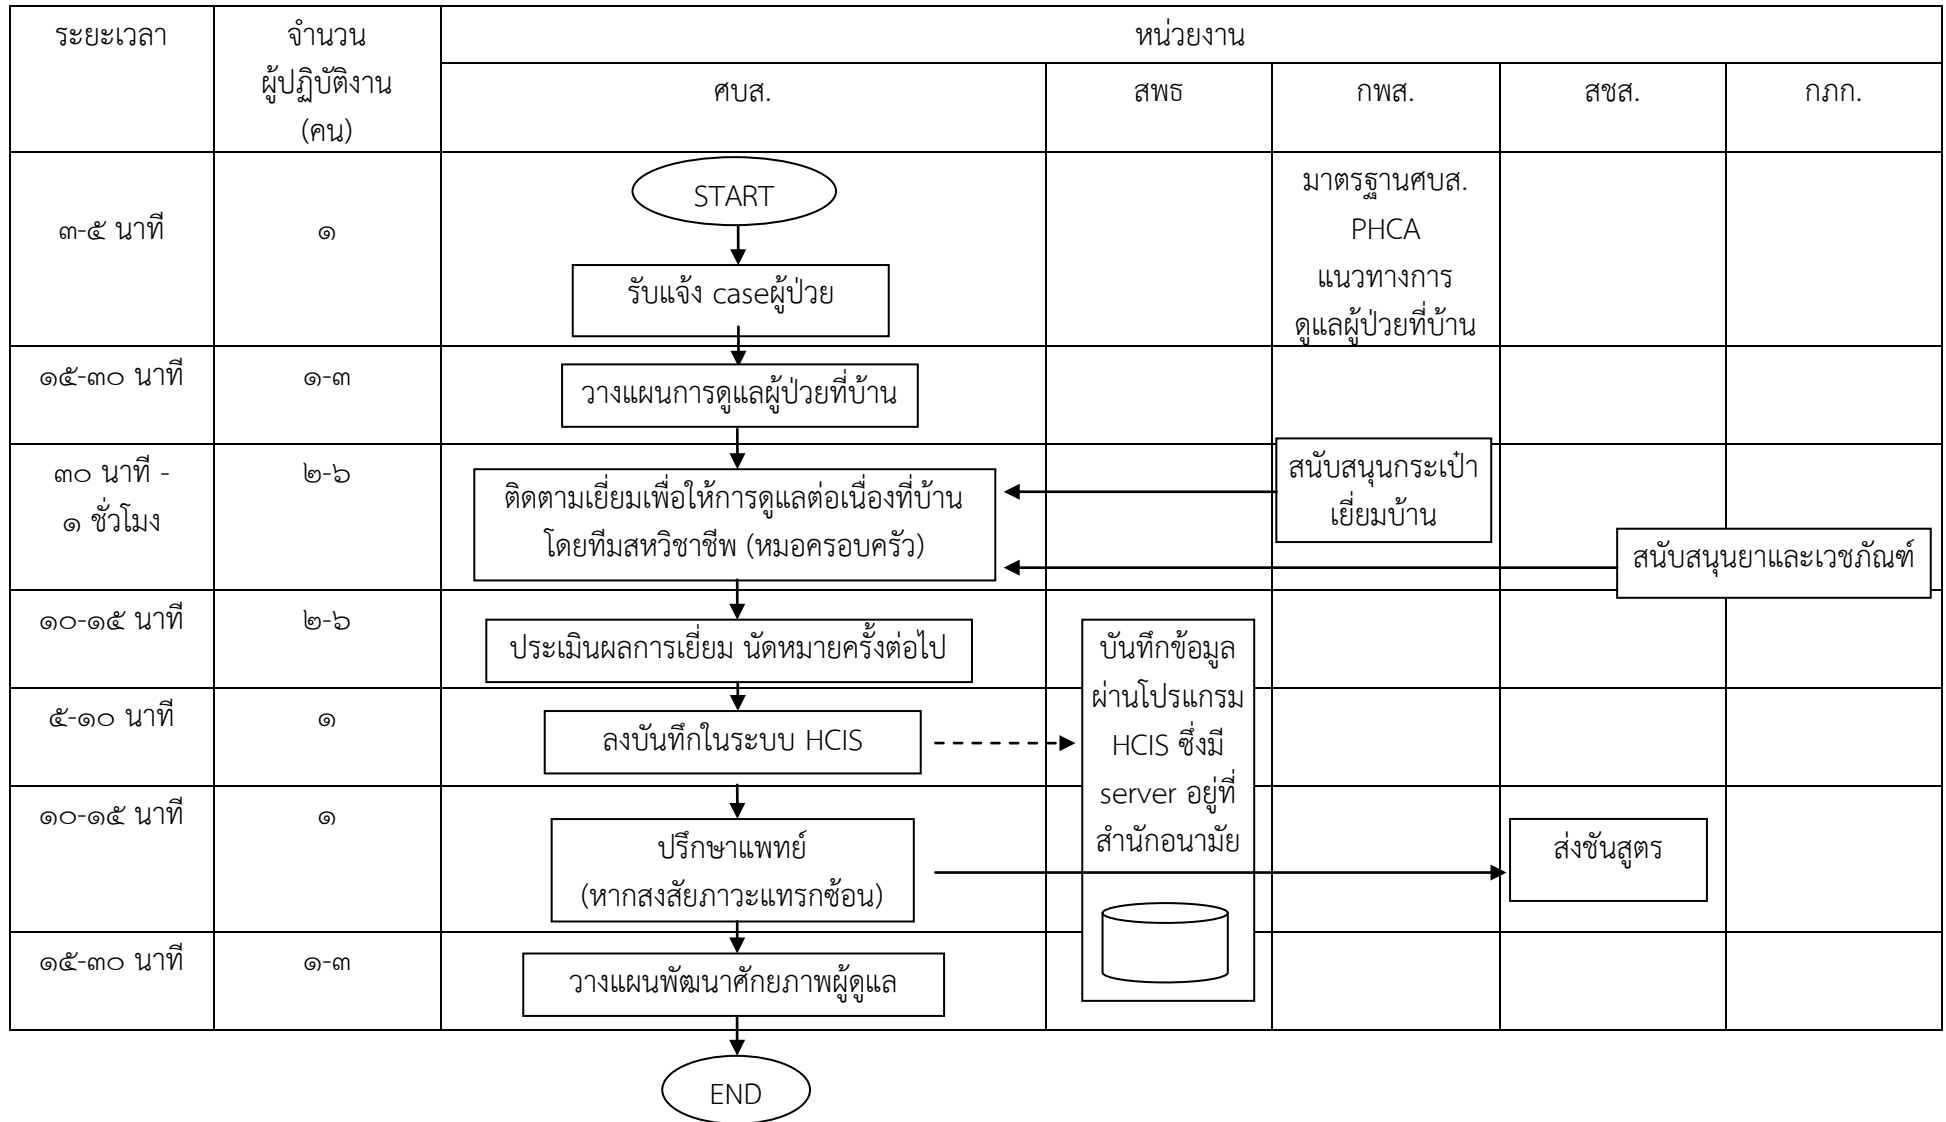 ระยะเวลา
จำนวน
ผู้ปฏิบัติงาน
(คน)
หน่วยงาน
ศบส.
สพธ
กพส.
สชส.
กภก.
๓-๕ นาที
๑
START
รับแจ้ง caseผู้ป่วย
มาตรฐานศบส.
PHCA
แนวทางการ
ดูแลผู้ป่วยที่บ้าน
๑๕-๓๐ นาที
๑-๓
วางแผนการดูแลผู้ป่วยที่บ้าน
๓๐ นาที -
๑ ชั่วโมง
๒-๖
ติดตามเยี่ยมเพื่อให้การดูแลต่อเนื่องที่บ้าน
โดยทีมสหวิชาชีพ (หมอครอบครัว)
สนับสนุนกระเป๋า
เยี่ยมบ้าน
สนับสนุนยาและเวชภัณฑ์
๑๐-๑๕ นาที
๒-๖
ประเมินผลการเยี่ยม นัดหมายครั้งต่อไป
บันทึกข้อมูล
ผ่านโปรแกรม
HCIS ซึ่งมี
server อยู่ที่
สำนักอนามัย
๕-๑๐ นาที
๑
ลงบันทึกในระบบ HCIS
๑๐-๑๕ นาที
๑
ปรึกษาแพทย์
(หากสงสัยภาวะแทรกซ้อน)
ส่งชันสูตร
๑๕-๓๐ นาที
๑-๓
วางแผนพัฒนาศักยภาพผู้ดูแล
END